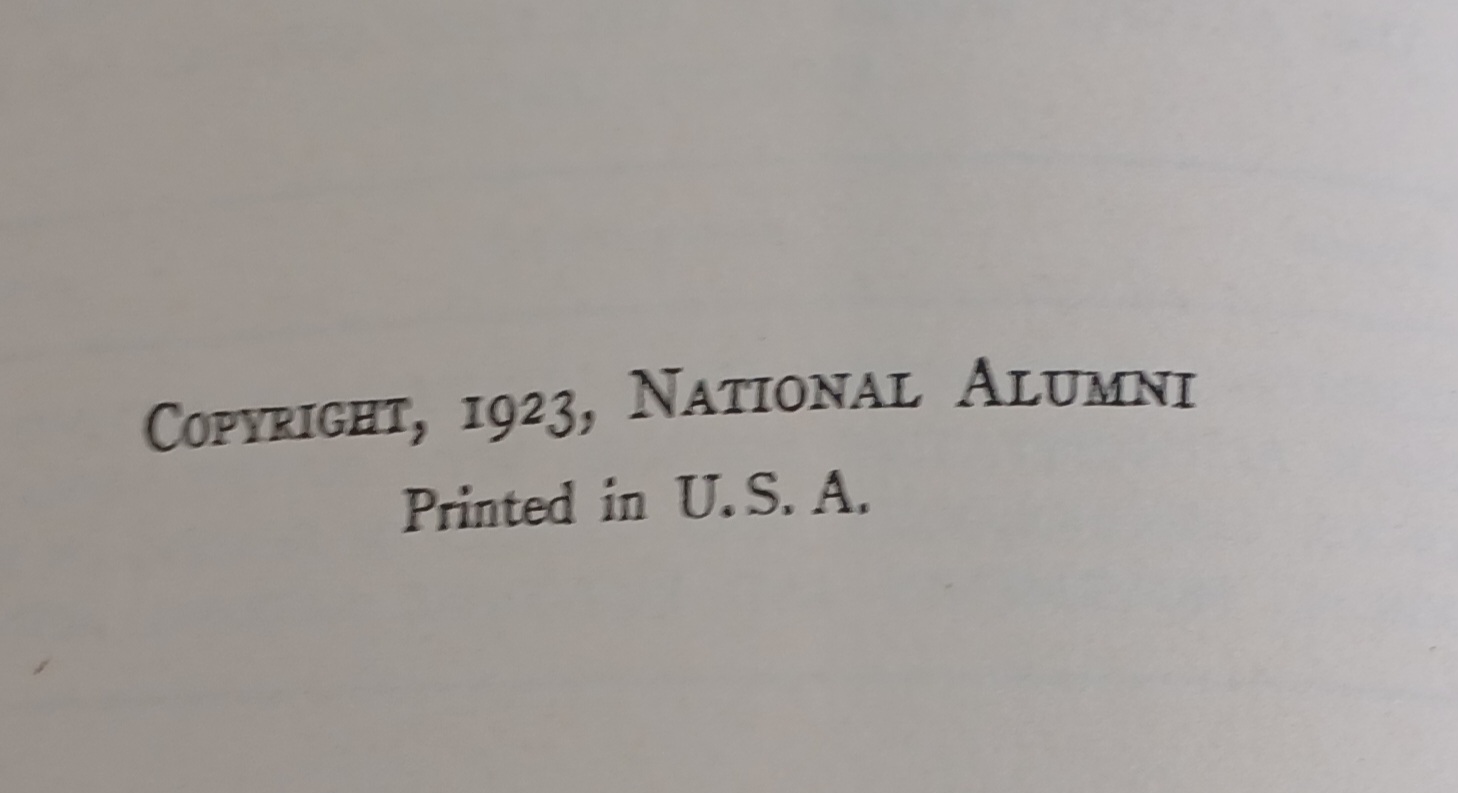 Copyright, 1923, National Alumni
Printed in U. S. A.